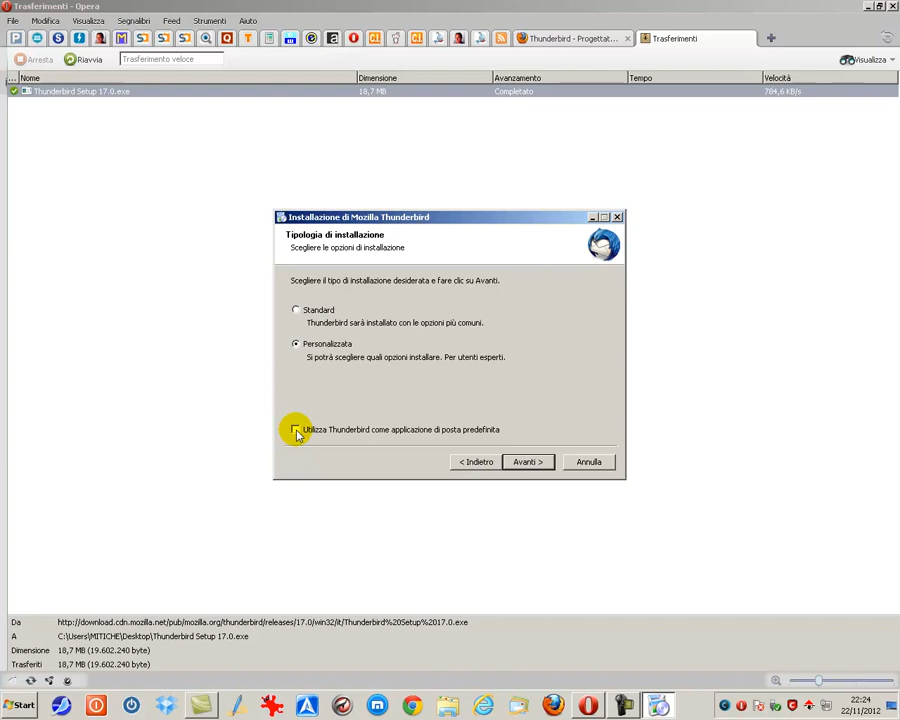 Trasferimenti - Opera
File Modifica Visualizza Segnalibri Feed Strumenti Aiuto
Thunderbird - Progettat... Trasferimenti
Arresta Riavvia Trasferimento veloce Visualizza
... Nome Dimensione Avanzamento Tempo Velocità
Thunderbird Setup 17.0.exe 18,7 MB Completato 784,6 KB/s
Installazione di Mozilla Thunderbird
Tipologia di installazione
Scegliere le opzioni di installazione
Scegliere il tipo di installazione desiderata e fare clic su Avanti.
Standard
Thunderbird sarà installato con le opzioni più comuni.
Personalizzata
Si potrà scegliere quali opzioni installare. Per utenti esperti.
Utilizza Thunderbird come applicazione di posta predefinita
< Indietro Avanti > Annulla
Da http://download.cdn.mozilla.net/pub/mozilla.org/thunderbird/releases/17.0/win32/it/Thunderbird%20Setup%2017.0.exe
A C:\Users\MITICHE\Desktop\Thunderbird Setup 17.0.exe
Dimensione 18,7 MB (19.602.240 byte)
Trasferiti 18,7 MB (19.602.240 byte)
Start
22:24
22/11/2012